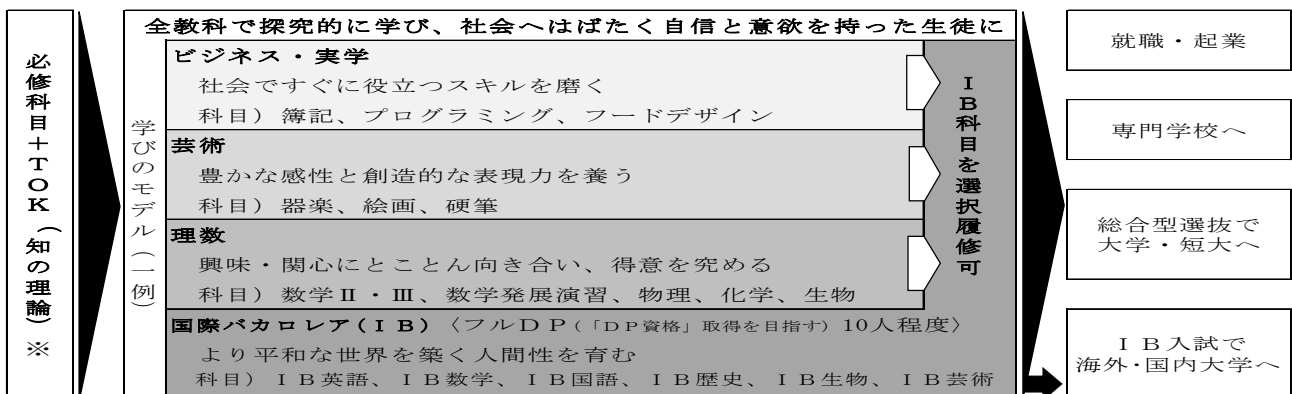 必修科目＋TOK（知の理論）※
全教科で探究的に学び、社会へはばたく自信と意欲を持った生徒に
学びのモデル（一例）
ビジネス・実学
社会ですぐに役立つスキルを磨く
科目）簿記、プログラミング、フードデザイン
芸術
豊かな感性と創造的な表現力を養う
科目）器楽、絵画、硬筆
理数
興味・関心にとことん向き合い、得意を究める
科目）数学Ⅱ・Ⅲ、数学発展演習、物理、化学、生物
国際バカロレア(ＩＢ)〈フルＤＰ(「ＤＰ資格」取得を目指す)10人程度〉
より平和な世界を築く人間性を育む
科目）ＩＢ英語、ＩＢ数学、ＩＢ国語、ＩＢ歴史、ＩＢ生物、ＩＢ芸術
ＩＢ科目を選択履修可
就職・起業
専門学校へ
総合型選抜で
大学・短大へ
ＩＢ入試で
海外・国内大学へ